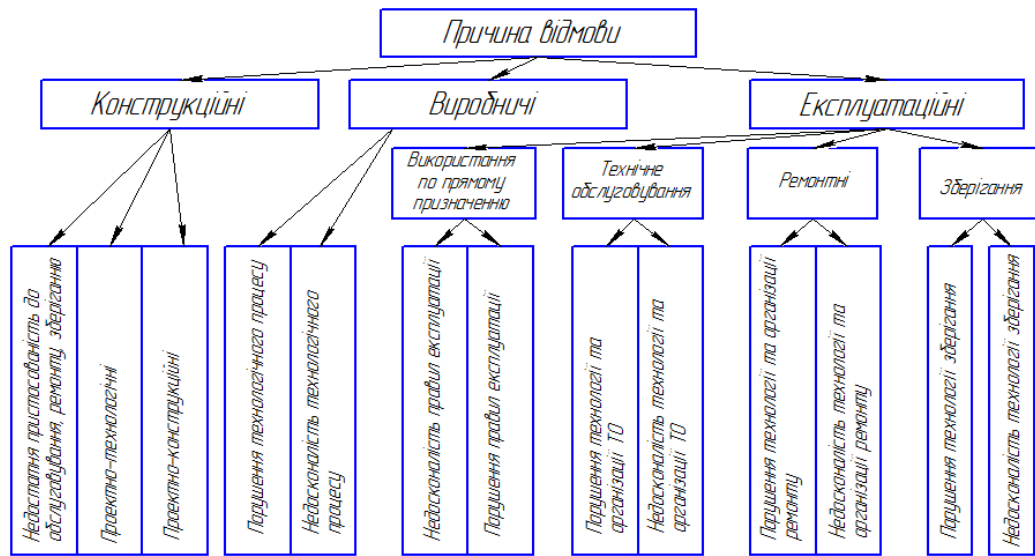 Причина відмови
Конструкційні
Виробничі
Експлуатаційні
Використання
по прямому
призначенню
Технічне
обслуговування
Ремонтні
Зберігання
Недостатня пристосованість до
обслуговування, ремонту, зберіганню
Проектно-технологічні
Проектно-конструкційні
Порушення технологічного процесу
Недосконалість технологічного
процесу
Недосконалість правил експлуатації
Порушення правил експлуатації
Порушення технології та
організації ТО
Недосконалість технології та
організації ТО
Порушення технології та організації
ремонту
Недосконалість технології та
організації ремонту
Порушення технології зберігання
Недосконалість технології зберігання